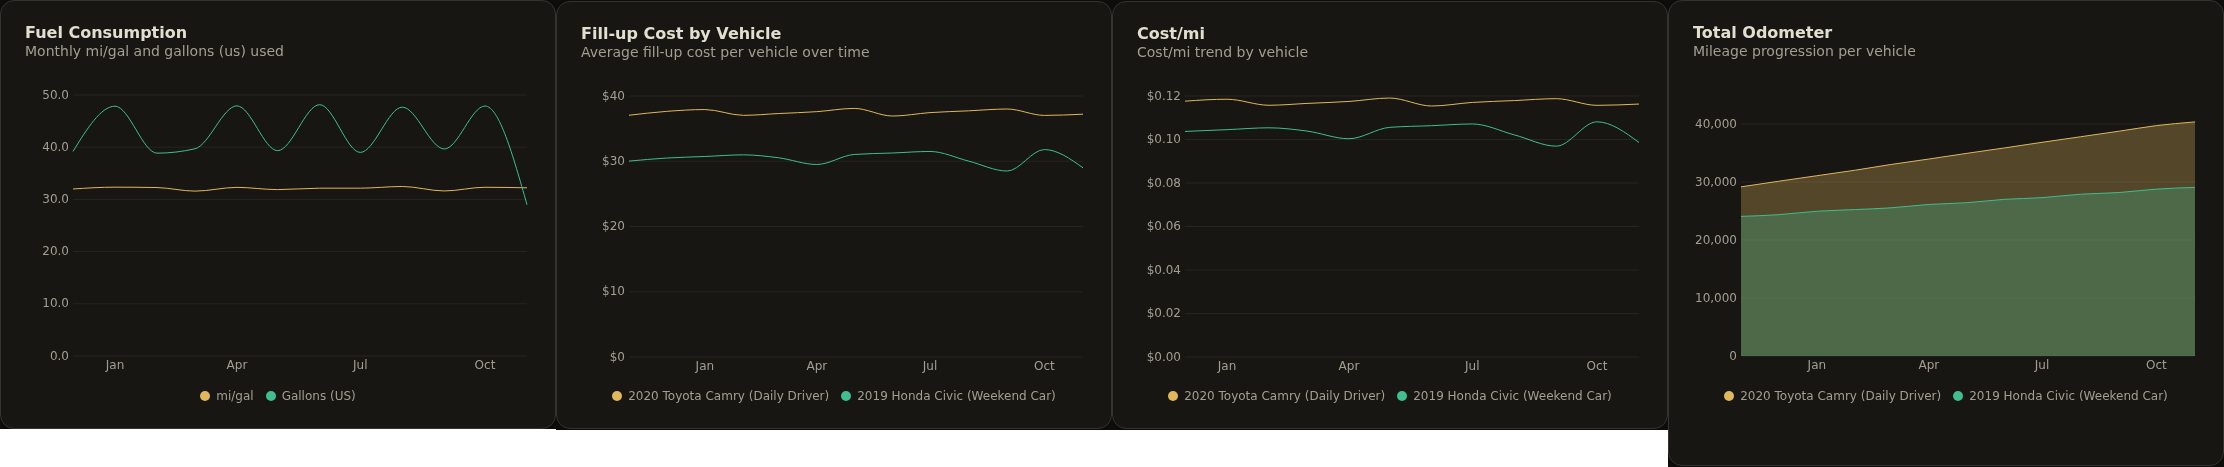 Fuel Consumption
Monthly mi/gal and gallons (us) used
50.0
40.0
30.0
20.0
10.0
0.0
Jan Apr Jul Oct
mi/gal Gallons (US)
Fill-up Cost by Vehicle
Average fill-up cost per vehicle over time
$40
$30
$20
$10
$0
Jan Apr Jul Oct
2020 Toyota Camry (Daily Driver) 2019 Honda Civic (Weekend Car)
Cost/mi
Cost/mi trend by vehicle
$0.12
$0.10
$0.08
$0.06
$0.04
$0.02
$0.00
Jan Apr Jul Oct
2020 Toyota Camry (Daily Driver) 2019 Honda Civic (Weekend Car)
Total Odometer
Mileage progression per vehicle
40,000
30,000
20,000
10,000
0
Jan Apr Jul Oct
2020 Toyota Camry (Daily Driver) 2019 Honda Civic (Weekend Car)